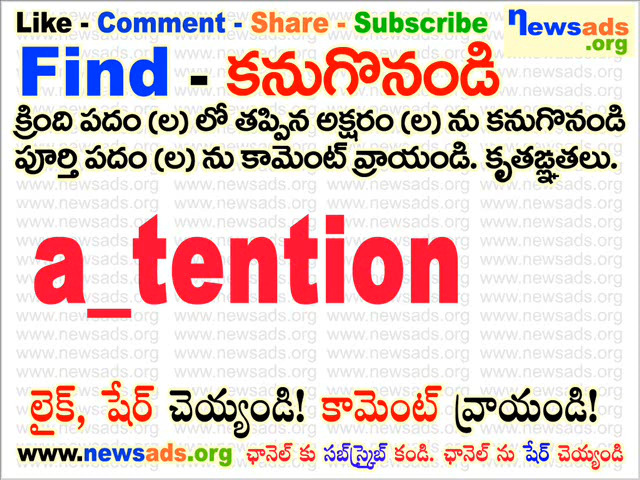 Like - Comment - Share - Subscribe
newsads
.org
Find - కనుగొనండి
క్రింది పదం (ల) లో తప్పిన అక్షరం (ల) ను కనుగొనండి
పూర్తి పదం (ల) ను కామెంట్ వ్రాయండి. కృతఙ్ఞతలు.
a_tention
లైక్, షేర్ చెయ్యండి! కామెంట్ వ్రాయండి!
www.newsads.org ఛానెల్ కు సబ్‌స్క్రైబ్ కండి. ఛానెల్ ను షేర్ చెయ్యండి